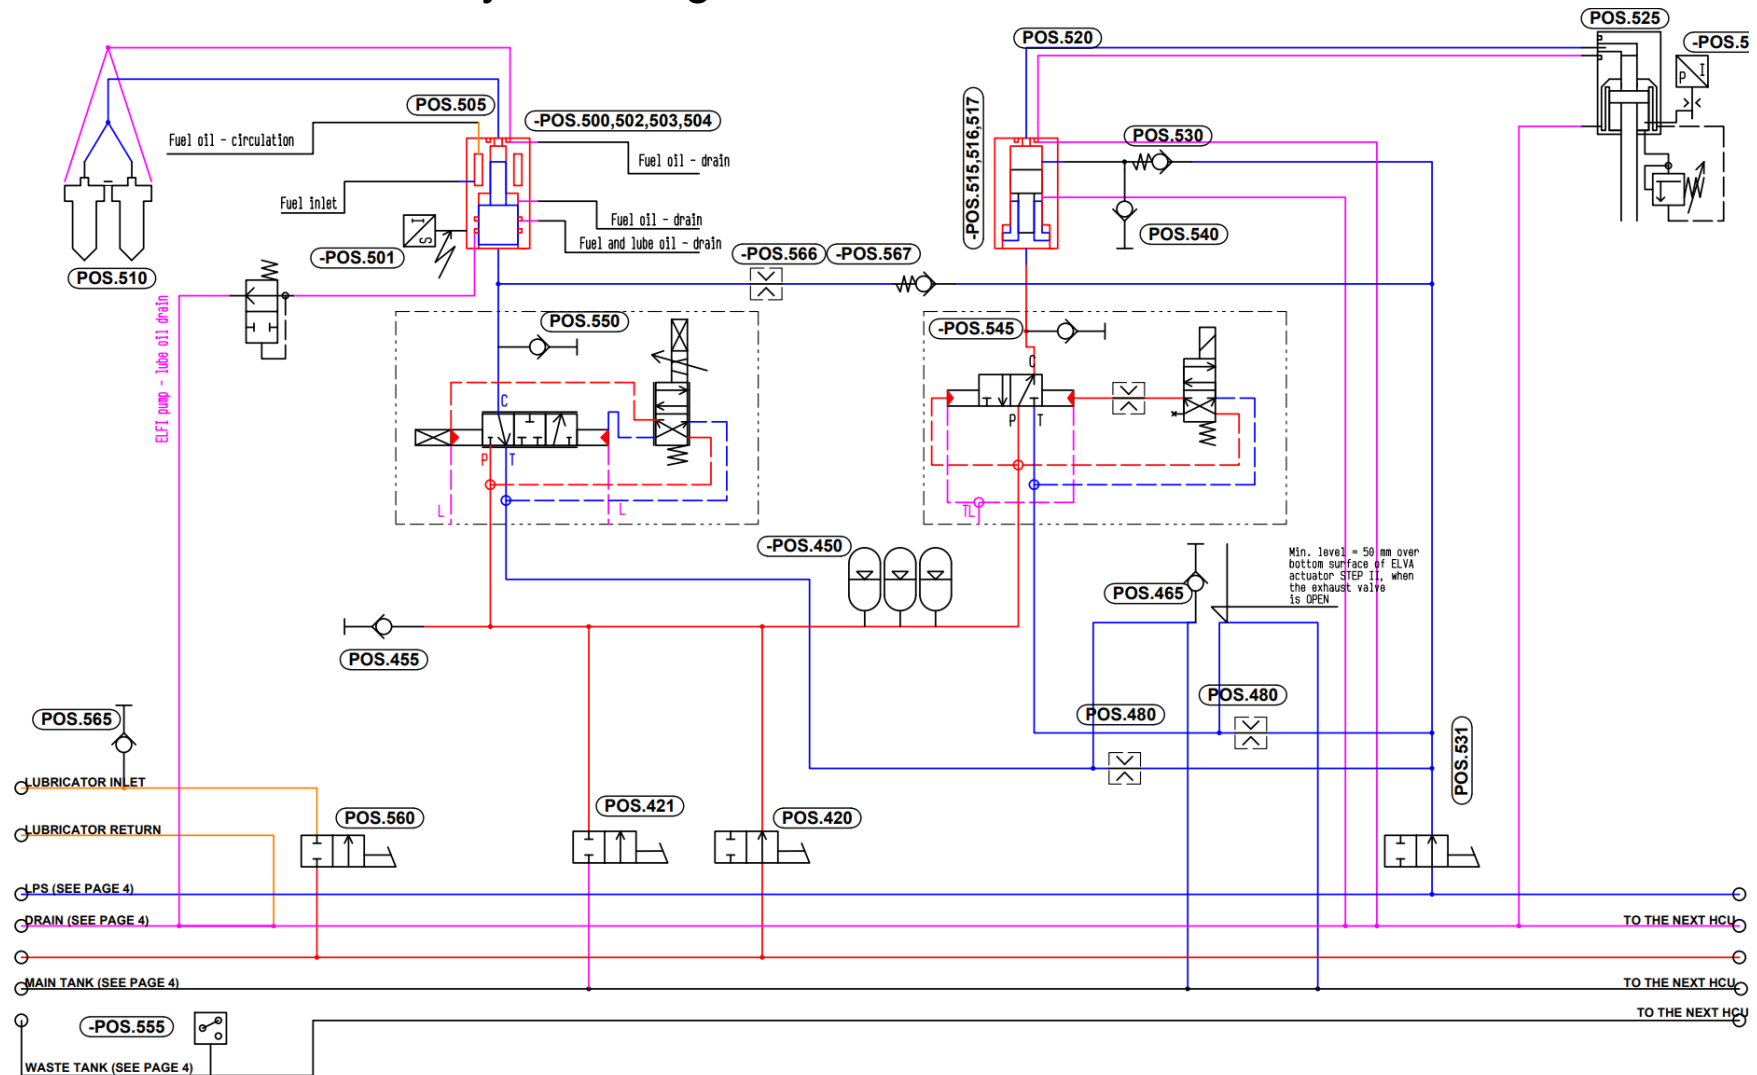 POS.525
-POS.5
POS.520
POS.505
-POS.500,502,503,504
-POS.515,516,517
POS.530
Fuel oil - circulation
Fuel oil - drain
Fuel inlet
Fuel oil - drain
Fuel and lube oil - drain
P
I
I
S
-POS.501
POS.510
-POS.566
-POS.567
POS.540
ELFI pump - lube oil drain
POS.550
-POS.545
C
C
P
T
P
T
L
L
TL
-POS.450
Min. level = 50 mm over
bottom surface of ELVA
actuator STEP II, when
the exhaust valve
is OPEN
POS.465
POS.455
POS.480
POS.480
POS.565
POS.531
LUBRICATOR INLET
POS.560
POS.421
POS.420
LUBRICATOR RETURN
LPS (SEE PAGE 4)
DRAIN (SEE PAGE 4)
TO THE NEXT HCU
MAIN TANK (SEE PAGE 4)
TO THE NEXT HCU
-POS.555
TO THE NEXT HCU
WASTE TANK (SEE PAGE 4)